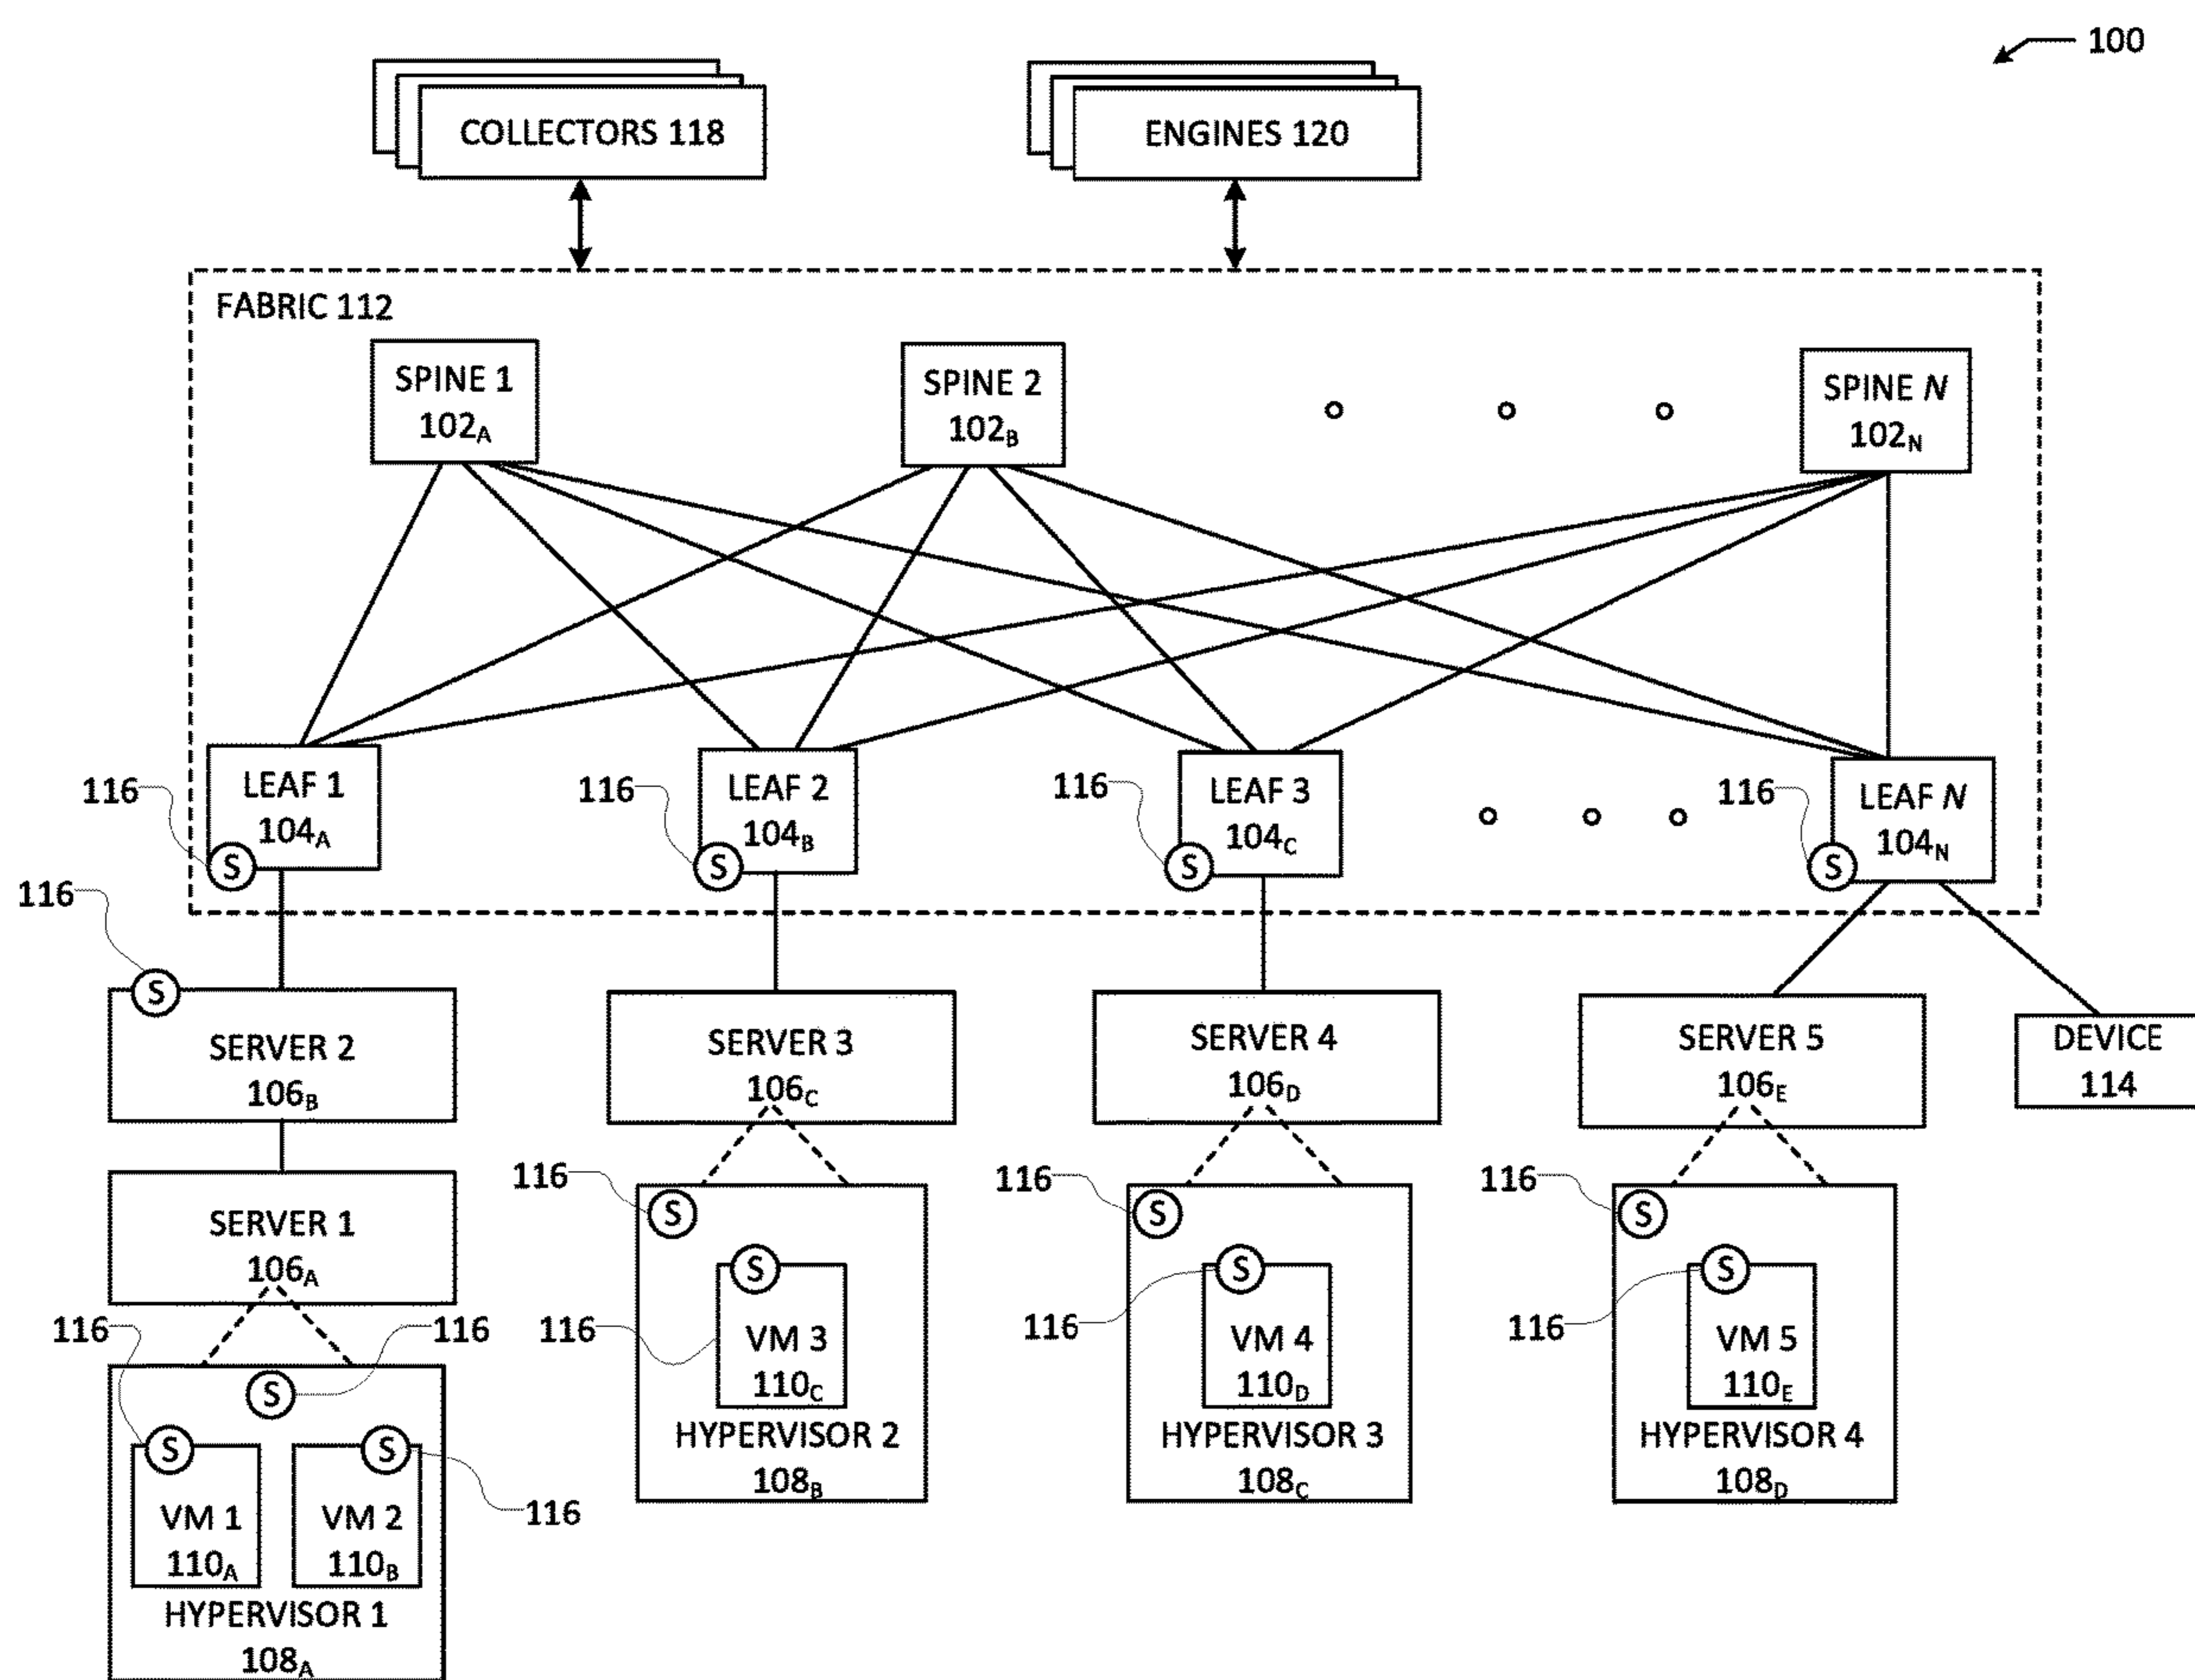 100
COLLECTORS 118
ENGINES 120
FABRIC 112
SPINE 1
102A
SPINE 2
102B
SPINE N
102N
116
LEAF 1
104A
S
116
LEAF 2
104B
S
116
LEAF 3
104C
S
116
LEAF N
104N
S
116
S
SERVER 2
106B
SERVER 3
106C
SERVER 4
106D
SERVER 5
106E
DEVICE
114
SERVER 1
106A
116
116
S
S
VM 1
110A
S
VM 2
110B
116
HYPERVISOR 1
108A
116
S
116
S
VM 3
110C
HYPERVISOR 2
108B
116
S
116
S
VM 4
110D
HYPERVISOR 3
108C
116
S
116
S
VM 5
110E
HYPERVISOR 4
108D